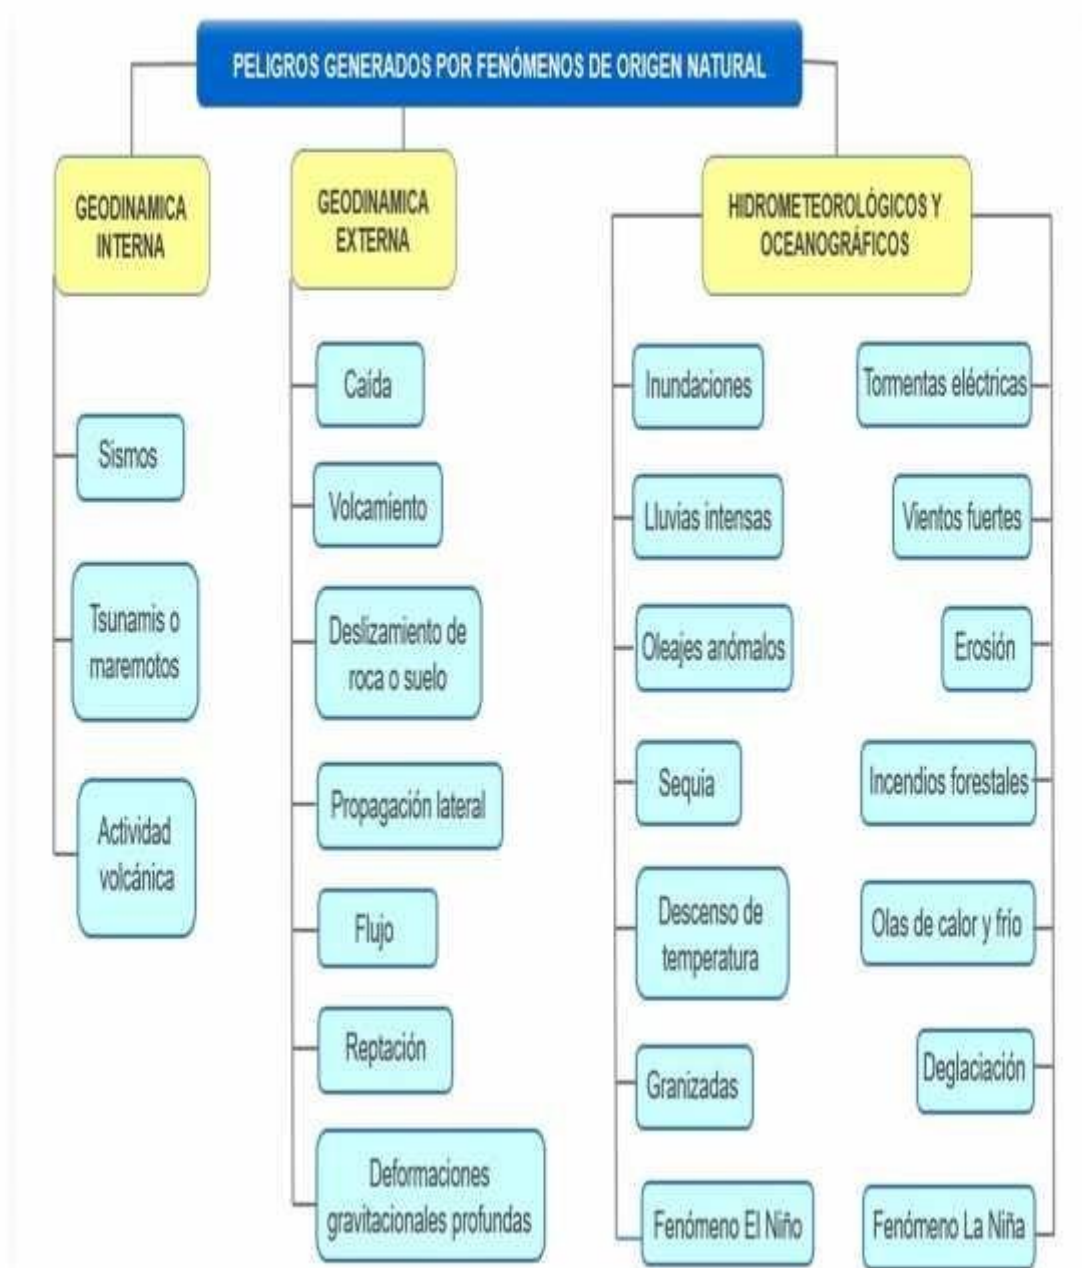 PELIGROS GENERADOS POR FENÓMENOS DE ORIGEN NATURAL
GEODINAMICA
INTERNA
Sismos
Tsunamis o
maremotos
Actividad
volcánica
GEODINAMICA
EXTERNA
Caída
Volcamiento
Deslizamiento de
roca o suelo
Propagación lateral
Flujo
Reptación
Deformaciones
gravitacionales profundas
HIDROMETEOROLÓGICOS Y
OCEANOGRÁFICOS
Inundaciones
Lluvias intensas
Oleajes anómalos
Sequia
Descenso de
temperatura
Granizadas
Fenómeno El Niño
Tormentas eléctricas
Vientos fuertes
Erosión
Incendios forestales
Olas de calor y frío
Deglaciación
Fenómeno La Niña